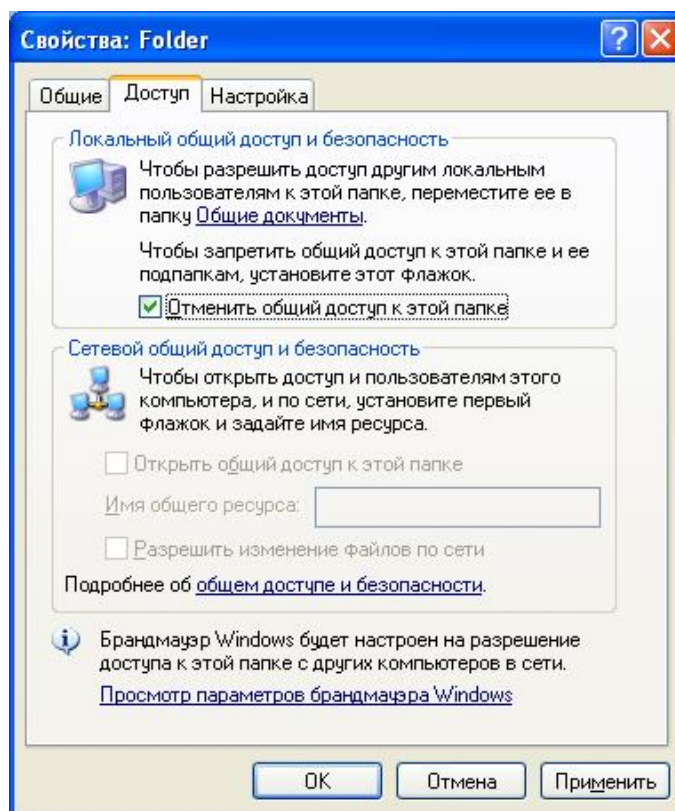 Свойства: Folder
Общие Доступ Настройка
Локальный общий доступ и безопасность
Чтобы разрешить доступ другим локальным
пользователям к этой папке, переместите ее в
папку Общие документы.
Чтобы запретить общий доступ к этой папке и ее
подпапкам, установите этот флажок.
Отменить общий доступ к этой папке
Сетевой общий доступ и безопасность
Чтобы открыть доступ и пользователям этого
компьютера, и по сети, установите первый
флажок и задайте имя ресурса.
Открыть общий доступ к этой папке
Имя общего ресурса:
Разрешить изменение файлов по сети
Подробнее об общем доступе и безопасности.
Брандмауэр Windows будет настроен на разрешение
доступа к этой папке с других компьютеров в сети.
Просмотр параметров брандмауэра Windows
OK Отмена Применить